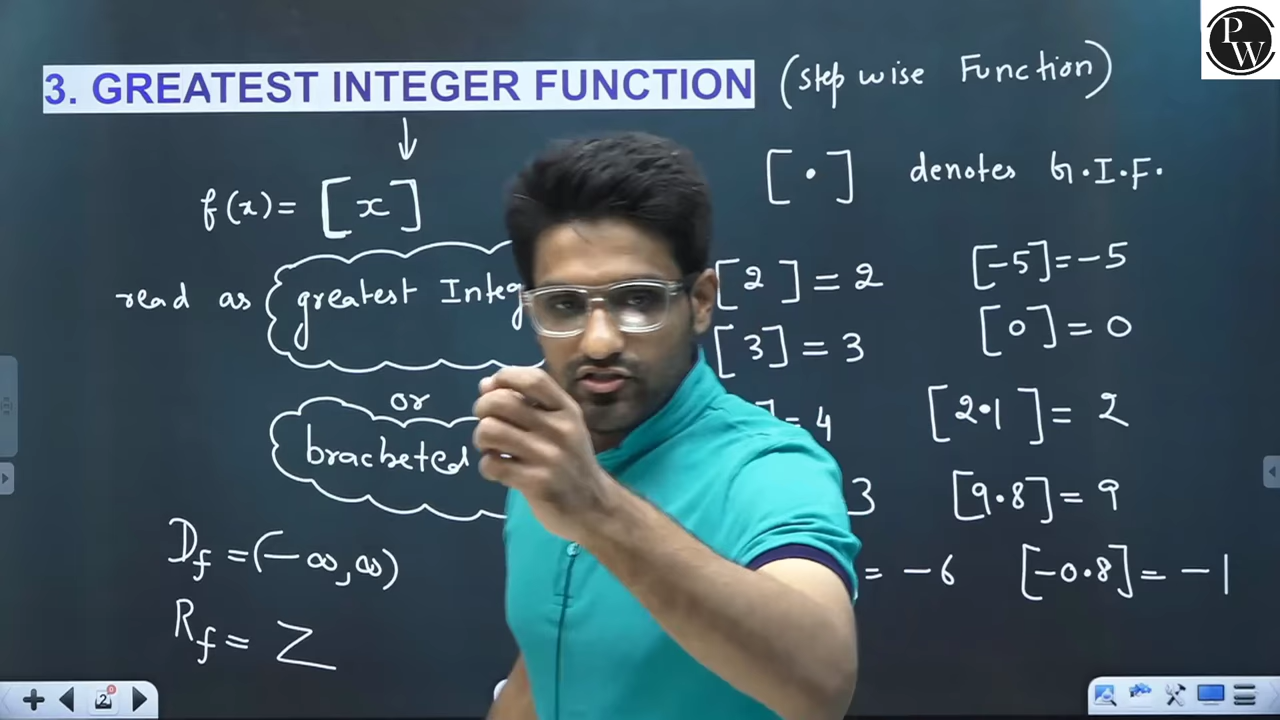 PW
3. GREATEST INTEGER FUNCTION (step wise Function)
f(x) = [x]
[•] denotes G.I.F.
read as greatest Integ
or
bracketed
[2] = 2
[-5] = -5
[3] = 3
[0] = 0
] = 4
[2.1] = 2
3
[9.8] = 9
= -6
[-0.8] = -1
Df = (-∞, ∞)
Rf = Z
2